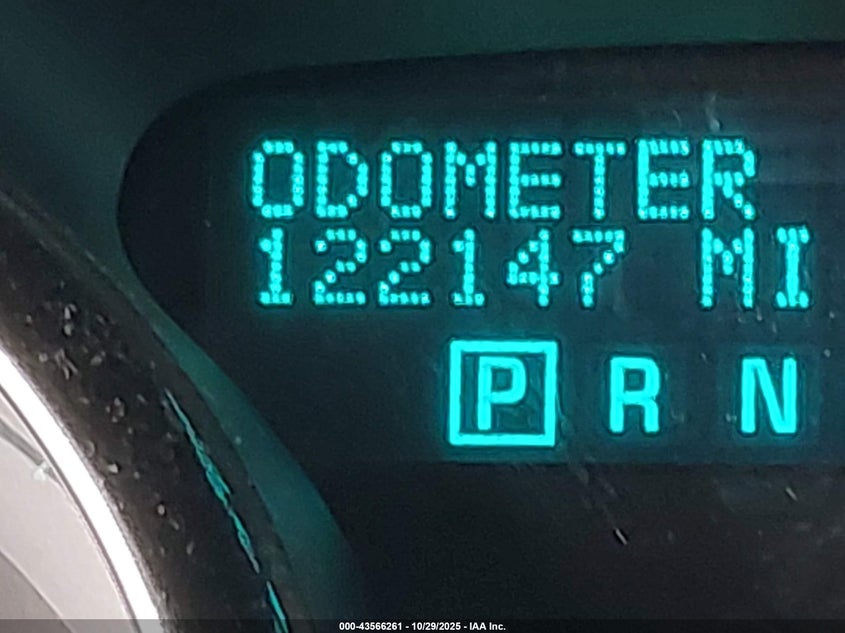 ODOMETER
122147 MI
P R N
000-43566261 - 10/29/2025 - IAA Inc.